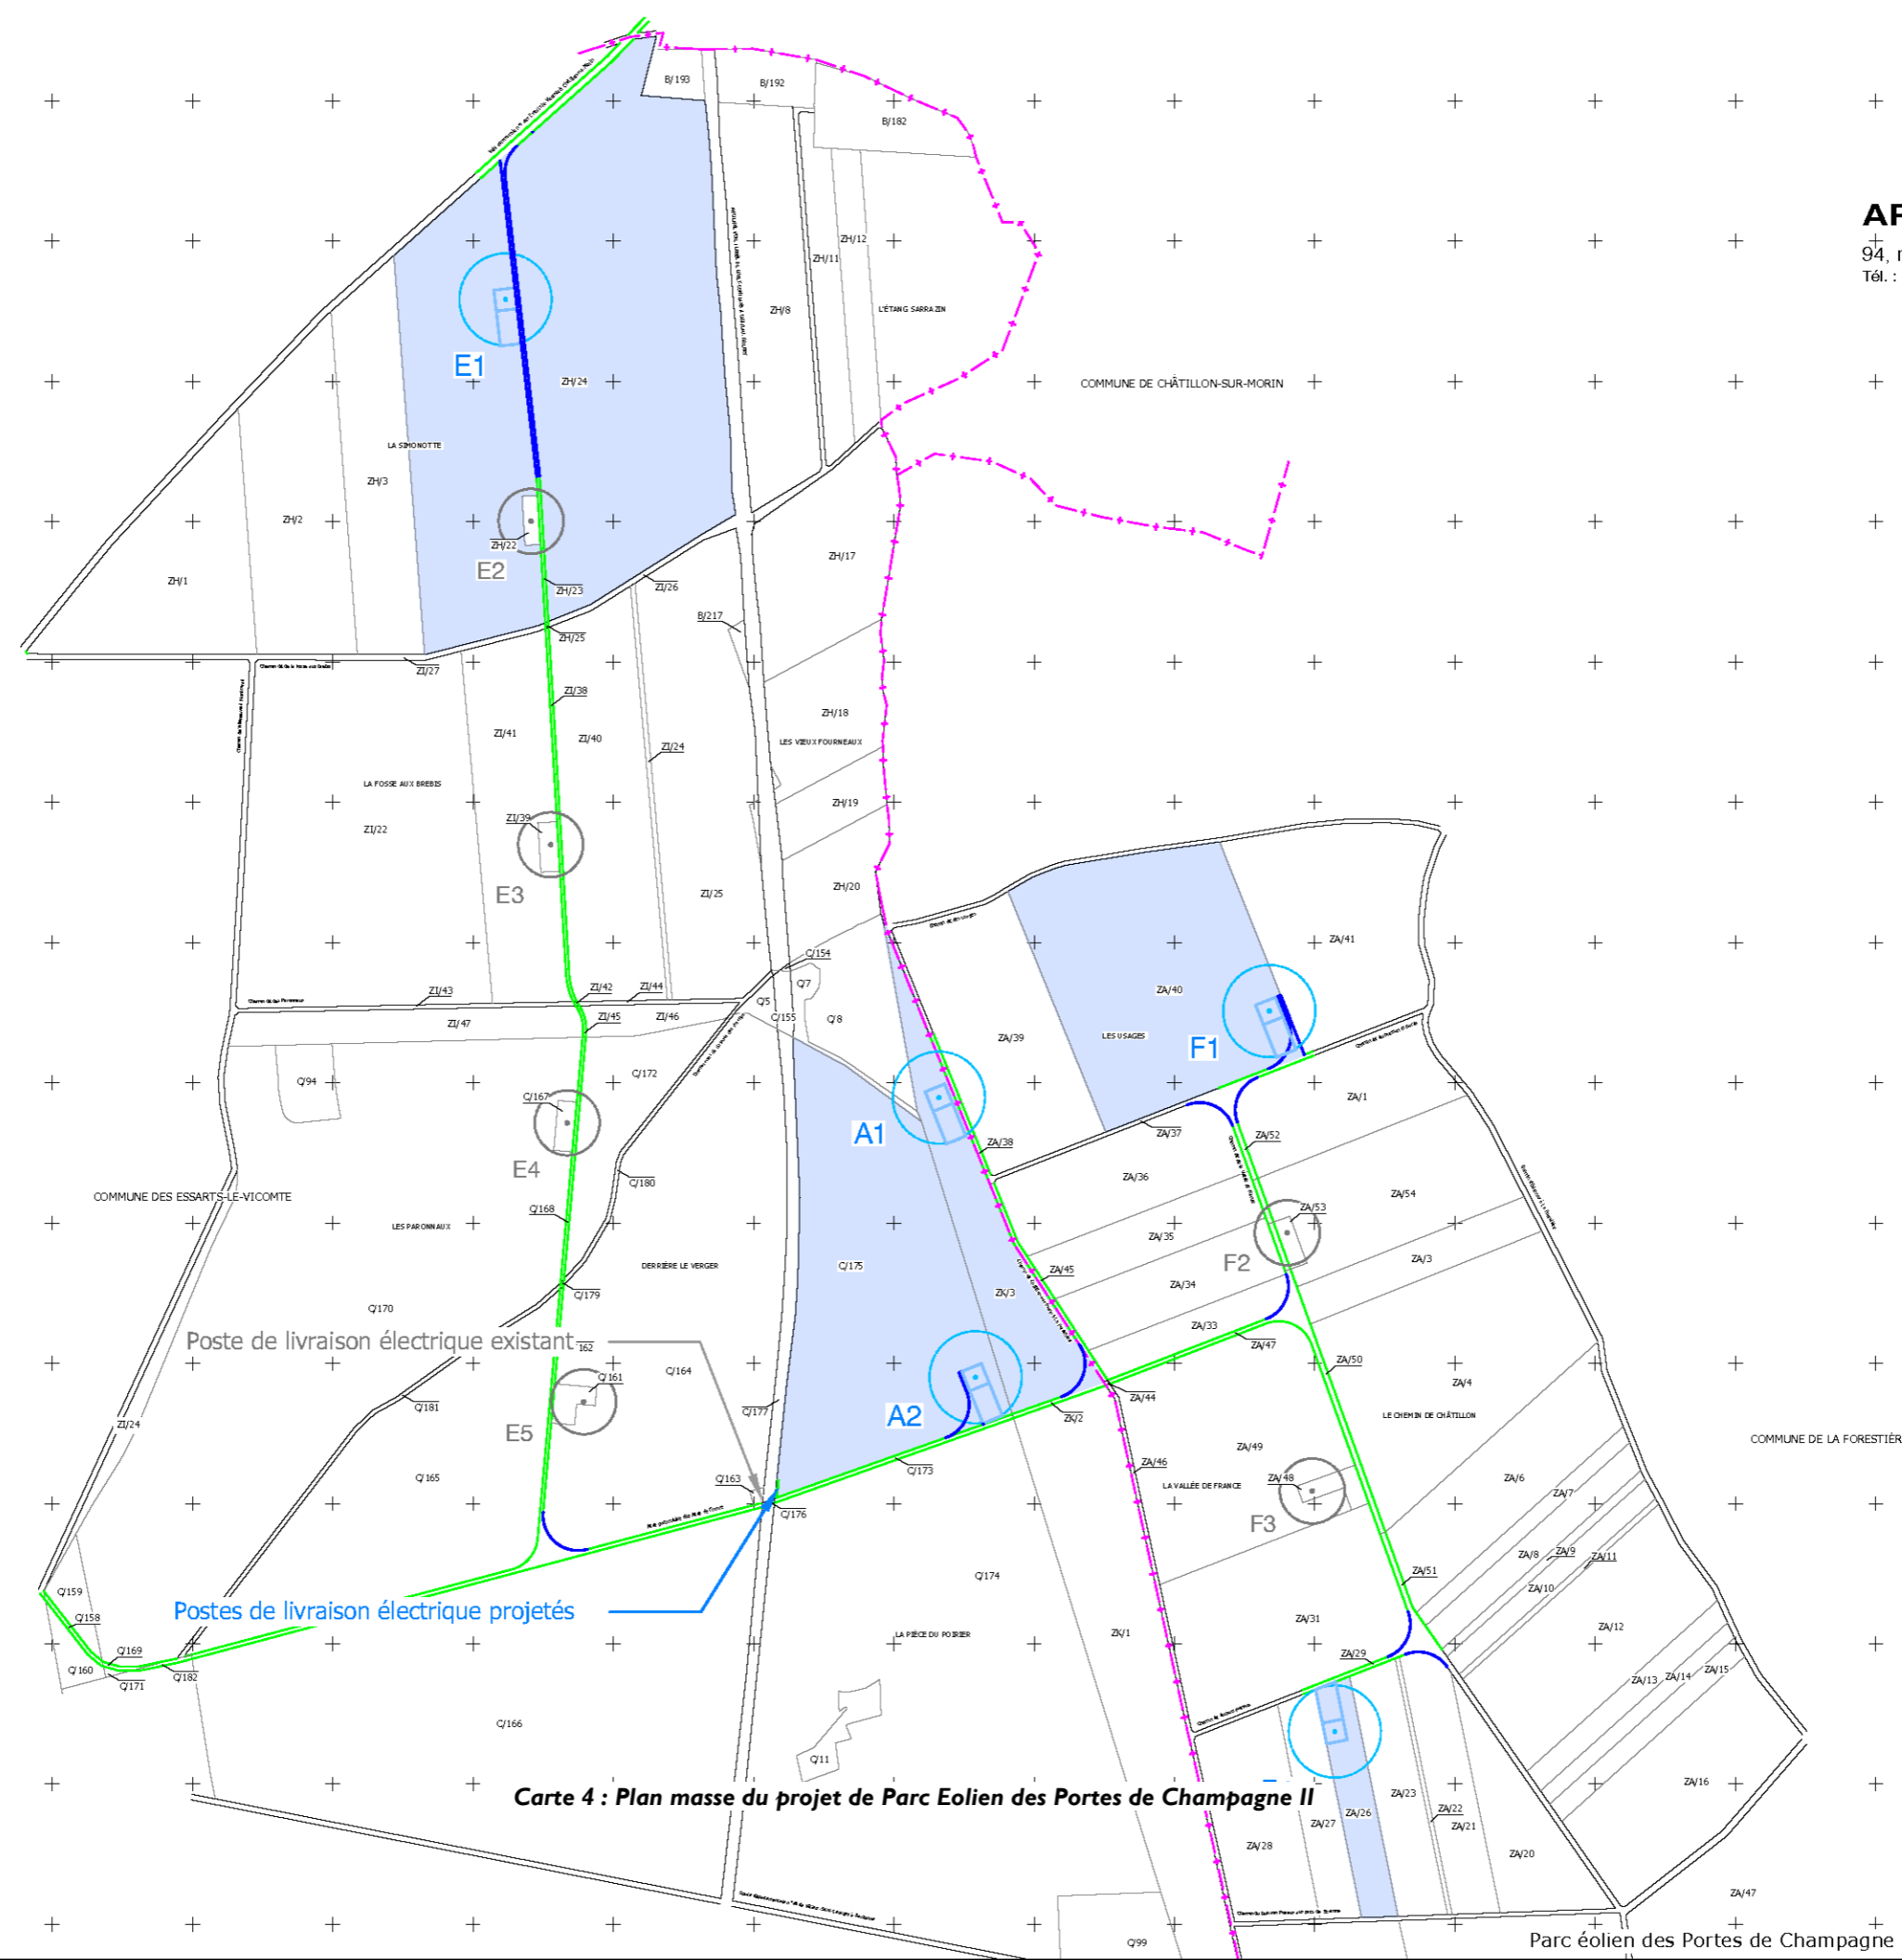 B/193
B/192
B/182
AF
94, r
Tél. :
ZH/12
ZH/11
ZH/8
L'ÉTANG SARRAZIN
E1
ZH/24
COMMUNE DE CHÂTILLON-SUR-MORIN
LA SIMONOTTE
ZH/3
ZH/2
ZH/22
E2
ZH/17
ZH/1
ZH/23
ZI/26
B/217
ZH/25
ZI/27
ZI/38
ZH/18
ZI/41
ZI/40
ZI/24
LES VIEUX FOURNEAUX
LA FOSSE AUX BREBIS
ZH/19
ZI/39
ZI/22
E3
ZI/25
ZH/20
ZA/41
C/154
C/7
ZI/43
ZI/42
ZI/44
C/5
ZA/40
ZI/47
ZI/45
ZI/46
C/155
C/8
ZA/39
LES USAGES
F1
C/94
C/172
C/167
ZA/1
A1
ZA/38
ZA/37
ZA/52
E4
C/180
ZA/36
COMMUNE DES ESSARTS-LE-VICOMTE
ZA/54
C/168
ZA/53
LES PARONNAUX
ZA/35
F2
ZA/3
DERRIÈRE LE VERGER
C/175
ZA/45
ZA/34
ZK/3
C/179
C/170
ZA/33
Poste de livraison électrique existant
162
ZA/47
C/164
ZA/50
C/161
ZA/4
C/181
C/177
ZA/44
A2
ZK/2
LE CHEMIN DE CHÂTILLON
ZI/24
E5
COMMUNE DE LA FORESTIÈR
ZA/49
C/173
ZA/46
C/165
C/163
LA VALLÉE DE FRANCE
ZA/48
ZA/6
ZA/7
C/176
F3
ZA/8
ZA/9
ZA/11
C/174
ZA/51
ZA/10
C/159
Postes de livraison électrique projetés
C/158
ZA/31
ZA/12
LA PIÈCE DU POIRIER
ZK/1
C/169
ZA/29
C/160
C/171
C/182
ZA/13
ZA/14
ZA/15
C/166
C/11
ZA/16
Carte 4 : Plan masse du projet de Parc Eolien des Portes de Champagne II
ZA/23
ZA/22
ZA/26
ZA/27
ZA/21
ZA/28
ZA/20
ZA/47
C/99
Parc éolien des Portes de Champagne